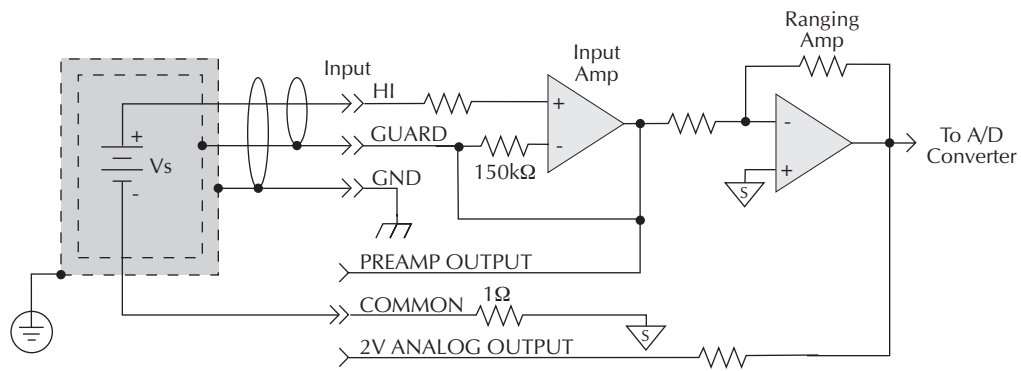 Ranging
Amp
Input
Amp
Input
HI
+
-
To A/D
Converter
GUARD
150kΩ
+
Vs
-
-
+
S
GND
PREAMP OUTPUT
COMMON
1Ω
S
2V ANALOG OUTPUT